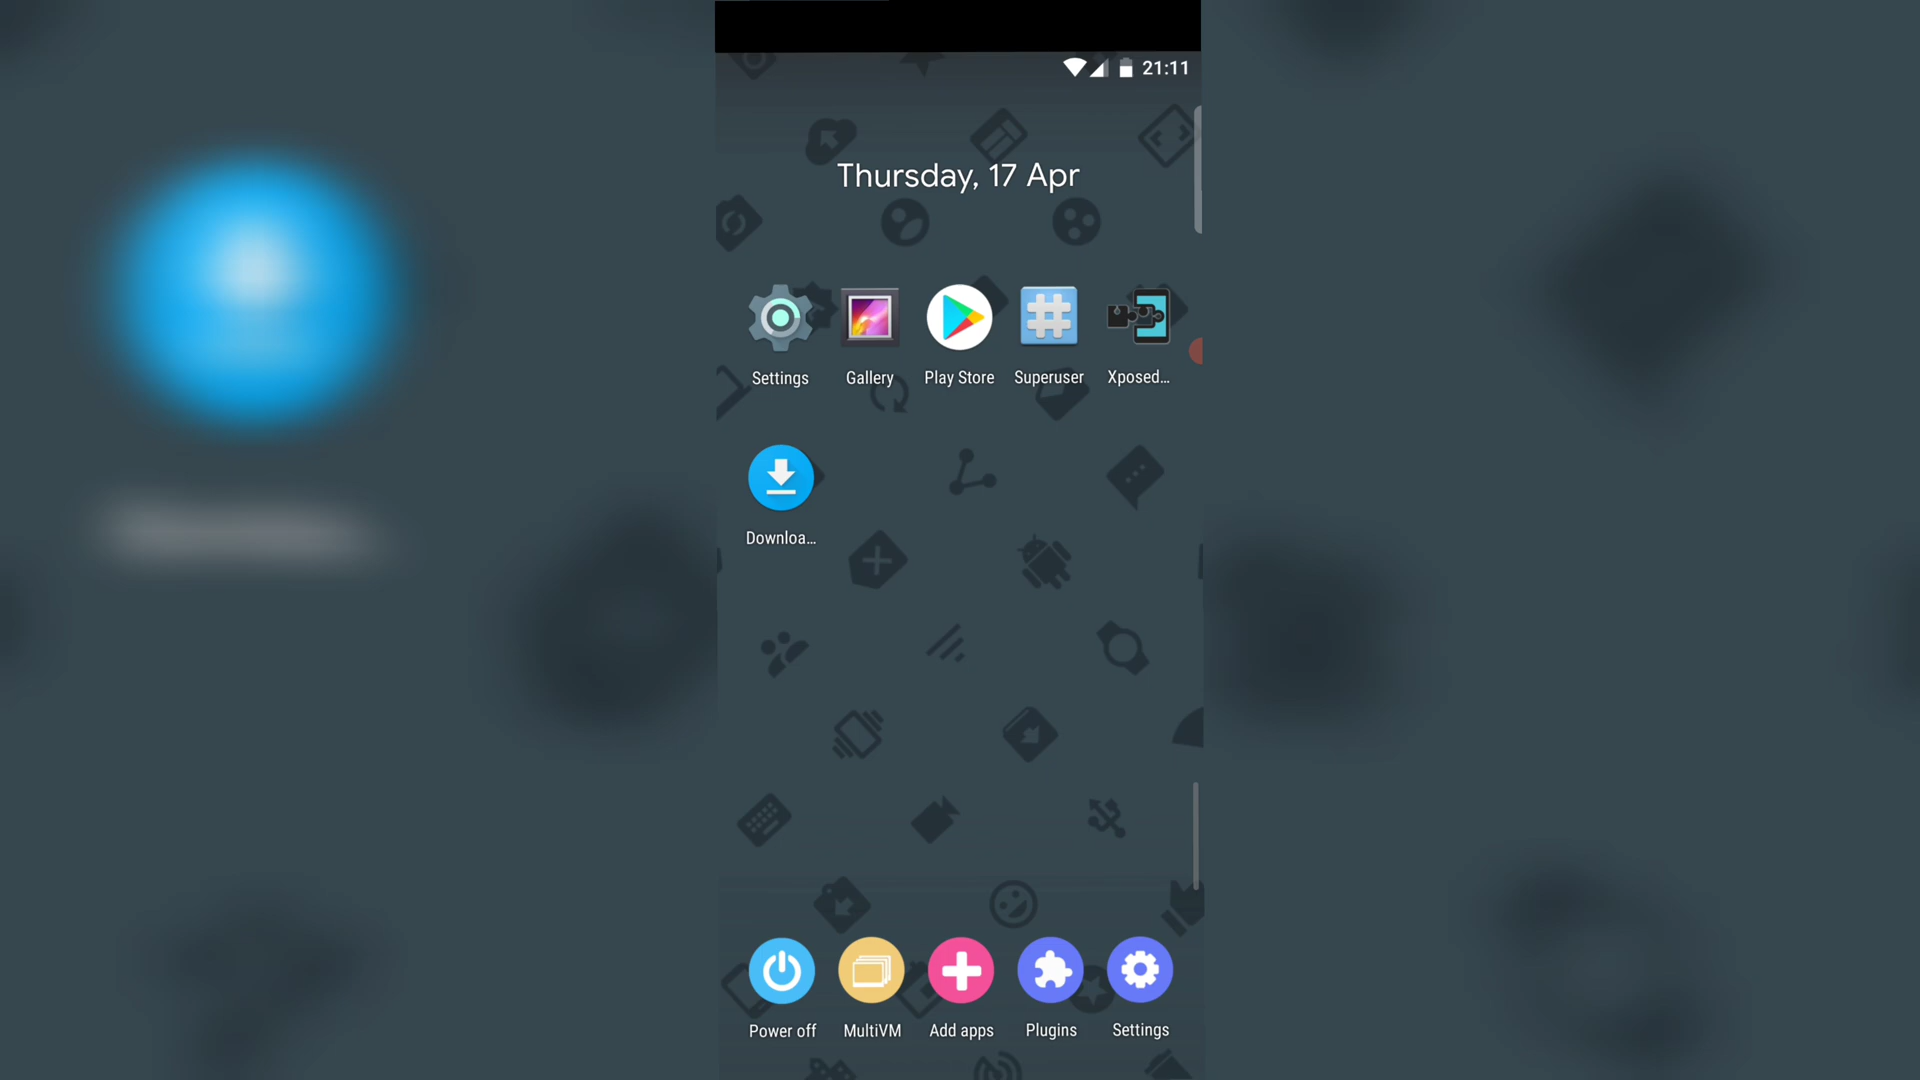 21:11
Thursday, 17 Apr
Settings Gallery Play Store Superuser Xposed...
Downloa...
Power off MultiVM Add apps Plugins Settings